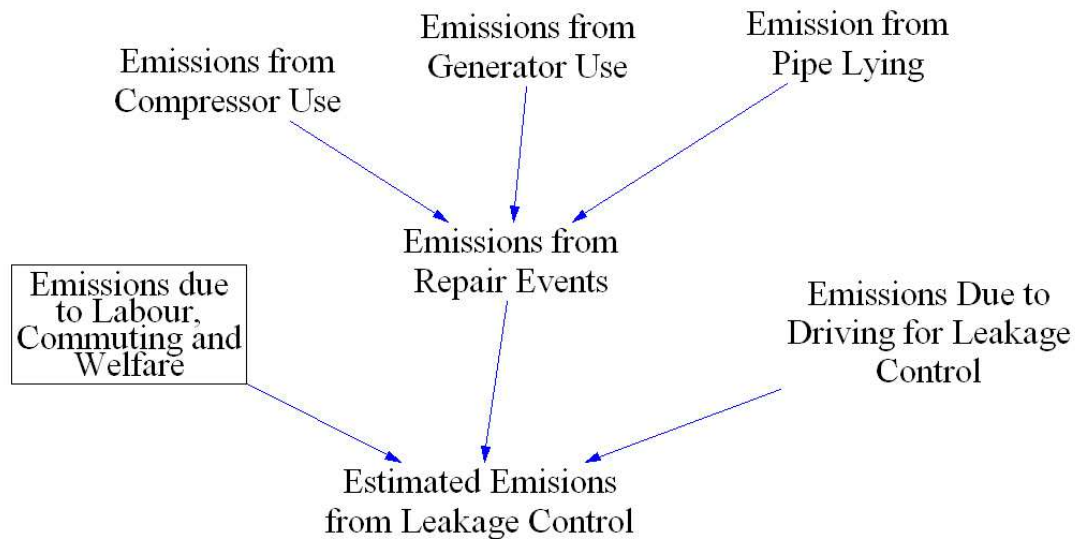 Emissions from
Compressor Use
Emissions from
Generator Use
Emission from
Pipe Lying
Emissions from
Repair Events
Emissions due
to Labour,
Commuting and
Welfare
Emissions Due to
Driving for Leakage
Control
Estimated Emisions
from Leakage Control